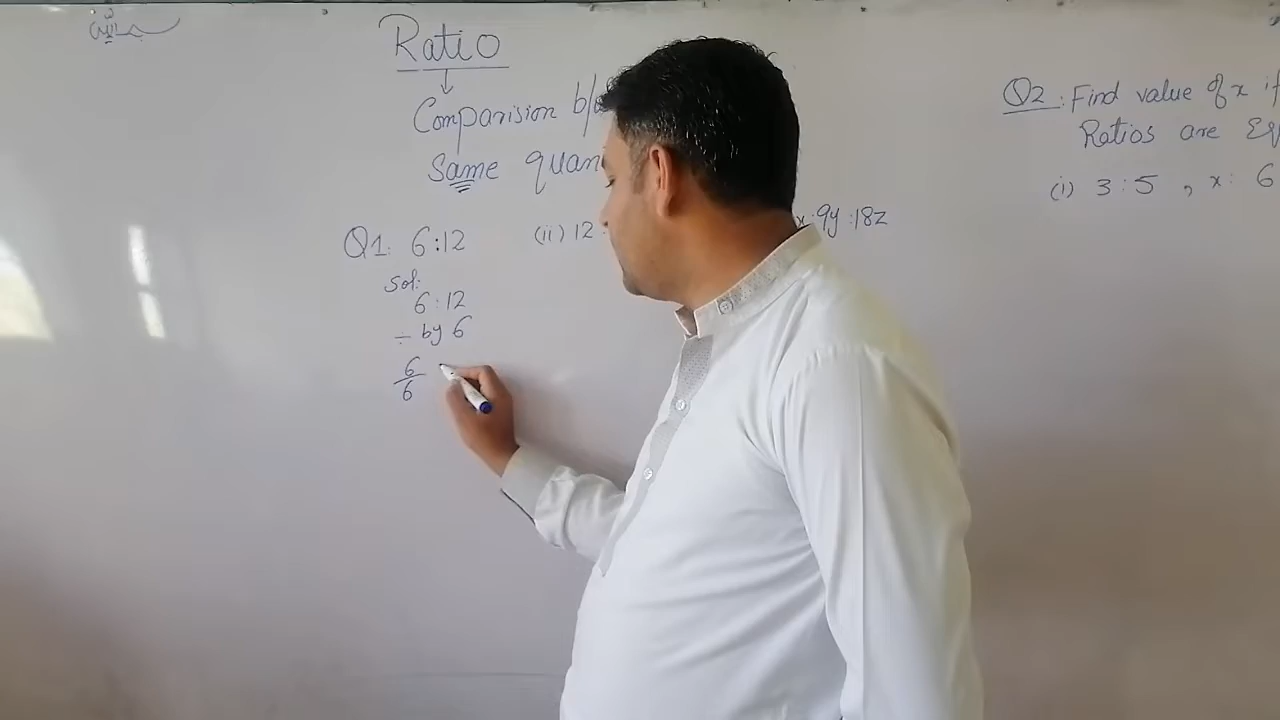 Ratio
Comparision b/
Same quan
Q1. 6:12 (ii) 12 : 9y : 18z
Sol:
6:12
÷ by 6
6
6
Q2: Find value of x if
Ratios are Eq
(i) 3:5 , x: 6